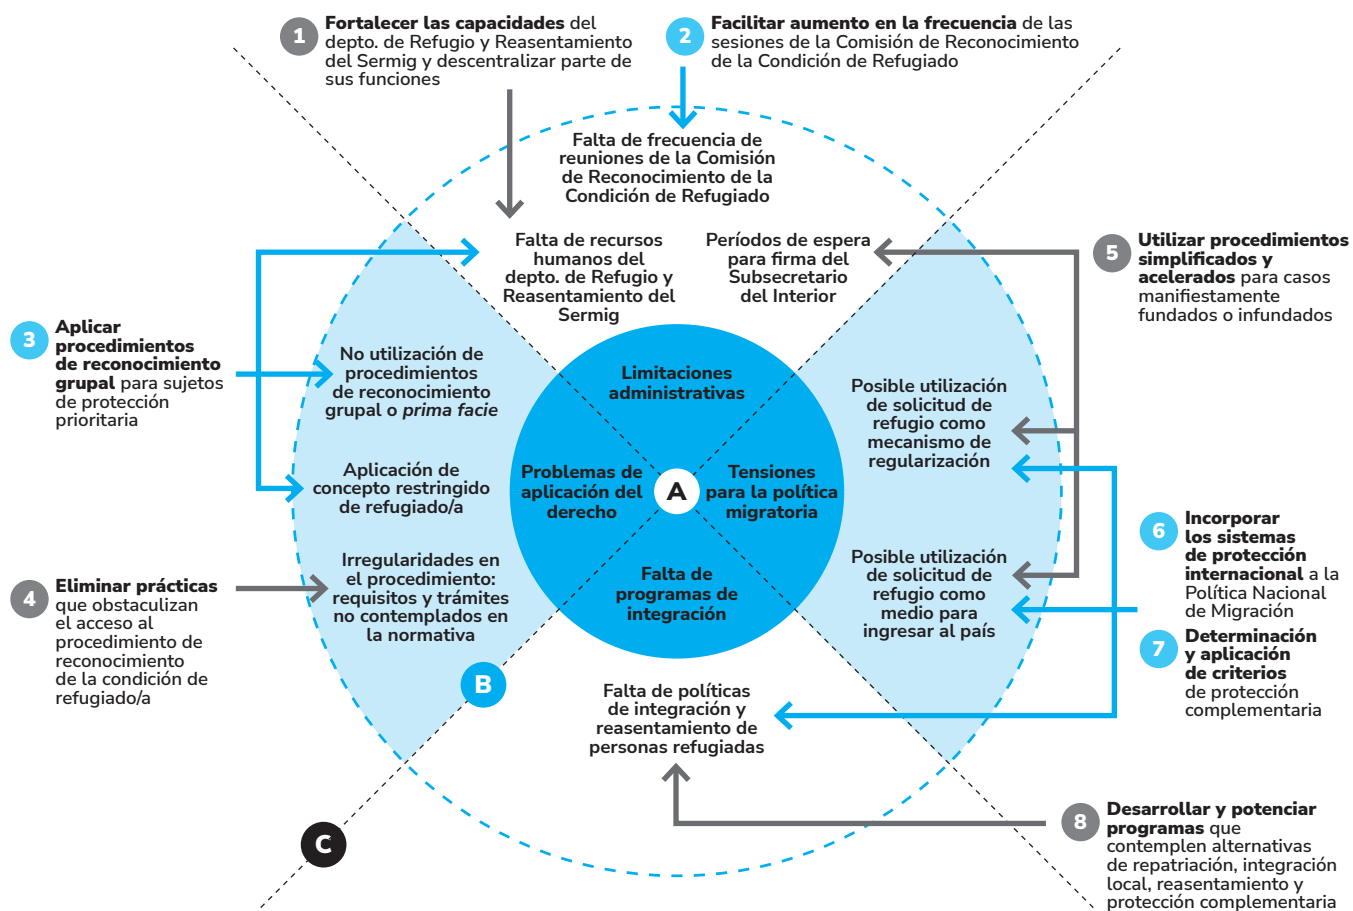 1
Fortalecer las capacidades del
depto. de Refugio y Reasentamiento
del Sermig y descentralizar parte de
sus funciones
2
Facilitar aumento en la frecuencia de las
sesiones de la Comisión de Reconocimiento
de la Condición de Refugiado
Falta de frecuencia de
reuniones de la Comisión
de Reconocimiento de la
Condición de Refugiado
Falta de recursos
humanos del
depto. de Refugio y
Reasentamiento del
Sermig
Períodos de espera
para firma del
Subsecretario
del Interior
5
Utilizar procedimientos
simplificados y
acelerados para casos
manifiestamente
fundados o infundados
3
Aplicar
procedimientos
de reconocimiento
grupal para sujetos
de protección
prioritaria
No utilización de
procedimientos
de reconocimiento
grupal o prima facie
Limitaciones
administrativas
Posible utilización
de solicitud de
refugio como
mecanismo de
regularización
Aplicación de
concepto restringido
de refugiado/a
Problemas de
aplicación del
derecho
A
Tensiones
para la política
migratoria
4
Eliminar prácticas
que obstaculizan
el acceso al
procedimiento de
reconocimiento
de la condición de
refugiado/a
Irregularidades en
el procedimiento:
requisitos y trámites
no contemplados en
la normativa
Falta de
programas de
integración
Posible utilización
de solicitud de
refugio como
medio para
ingresar al país
6
Incorporar
los sistemas
de protección
internacional a la
Política Nacional
de Migración
7
Determinación
y aplicación
de criterios
de protección
complementaria
B
Falta de políticas
de integración y
reasentamiento de
personas refugiadas
C
8
Desarrollar y potenciar
programas que
contemplen alternativas
de repatriación, integración
local, reasentamiento y
protección complementaria